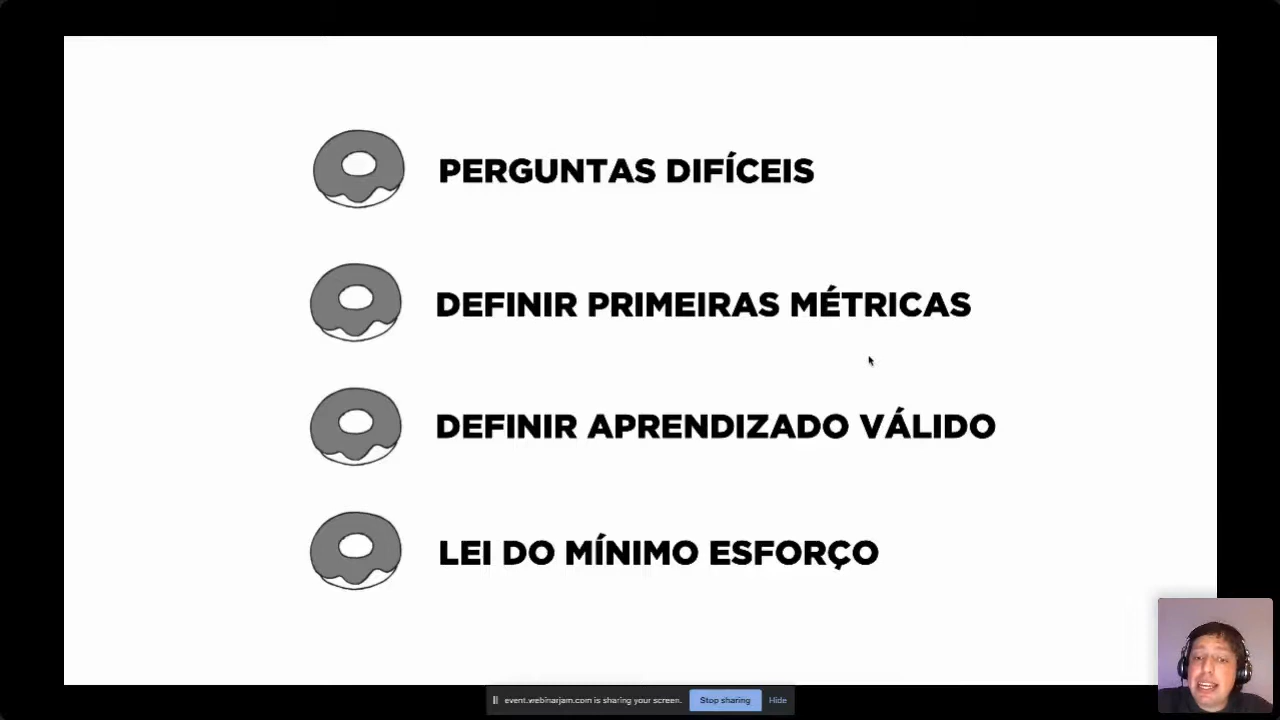 PERGUNTAS DIFÍCEIS
DEFINIR PRIMEIRAS MÉTRICAS
DEFINIR APRENDIZADO VÁLIDO
LEI DO MÍNIMO ESFORÇO
event.webinarjam.com is sharing your screen. Stop sharing Hide